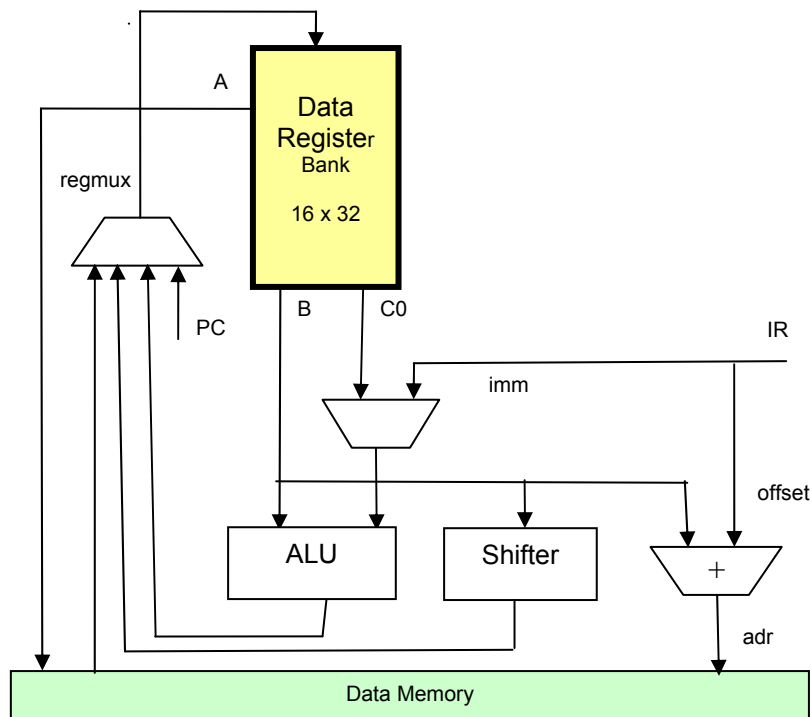 A
Data
Register
Bank
16 x 32
regmux
B
C0
PC
IR
imm
offset
ALU
Shifter
+
adr
Data Memory